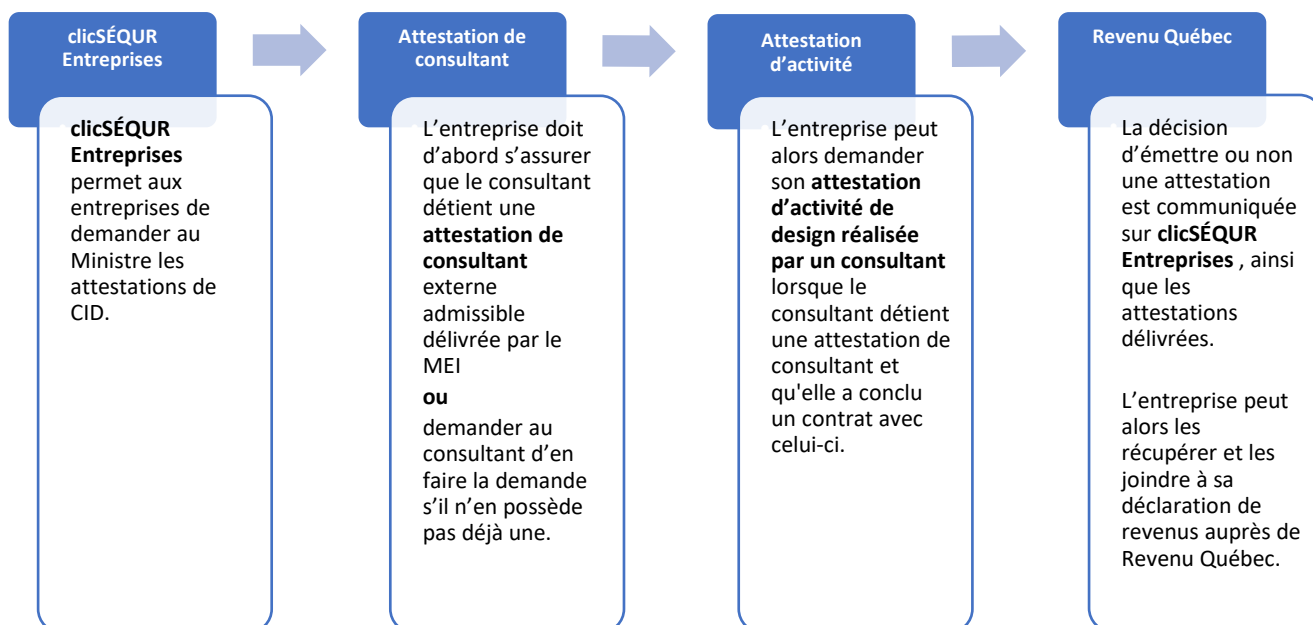 clicSÉQUR
Entreprises
clicSÉQUR
Entreprises
permet aux
entreprises de
demander au
Ministre les
attestations de
CID.
Attestation de
consultant
L’entreprise doit
d’abord s’assurer
que le consultant
détient une
attestation de
consultant
externe
admissible
délivrée par le
MEI
ou
demander au
consultant d’en
faire la demande
s’il n’en possède
pas déjà une.
Attestation
d’activité
L’entreprise peut
alors demander
son attestation
d’activité de
design réalisée
par un consultant
lorsque le
consultant détient
une attestation de
consultant et
qu'elle a conclu
un contrat avec
celui-ci.
Revenu Québec
La décision
d’émettre ou non
une attestation
est communiquée
sur clicSÉQUR
Entreprises , ainsi
que les
attestations
délivrées.
L’entreprise peut
alors les
récupérer et les
joindre à sa
déclaration de
revenus auprès de
Revenu Québec.